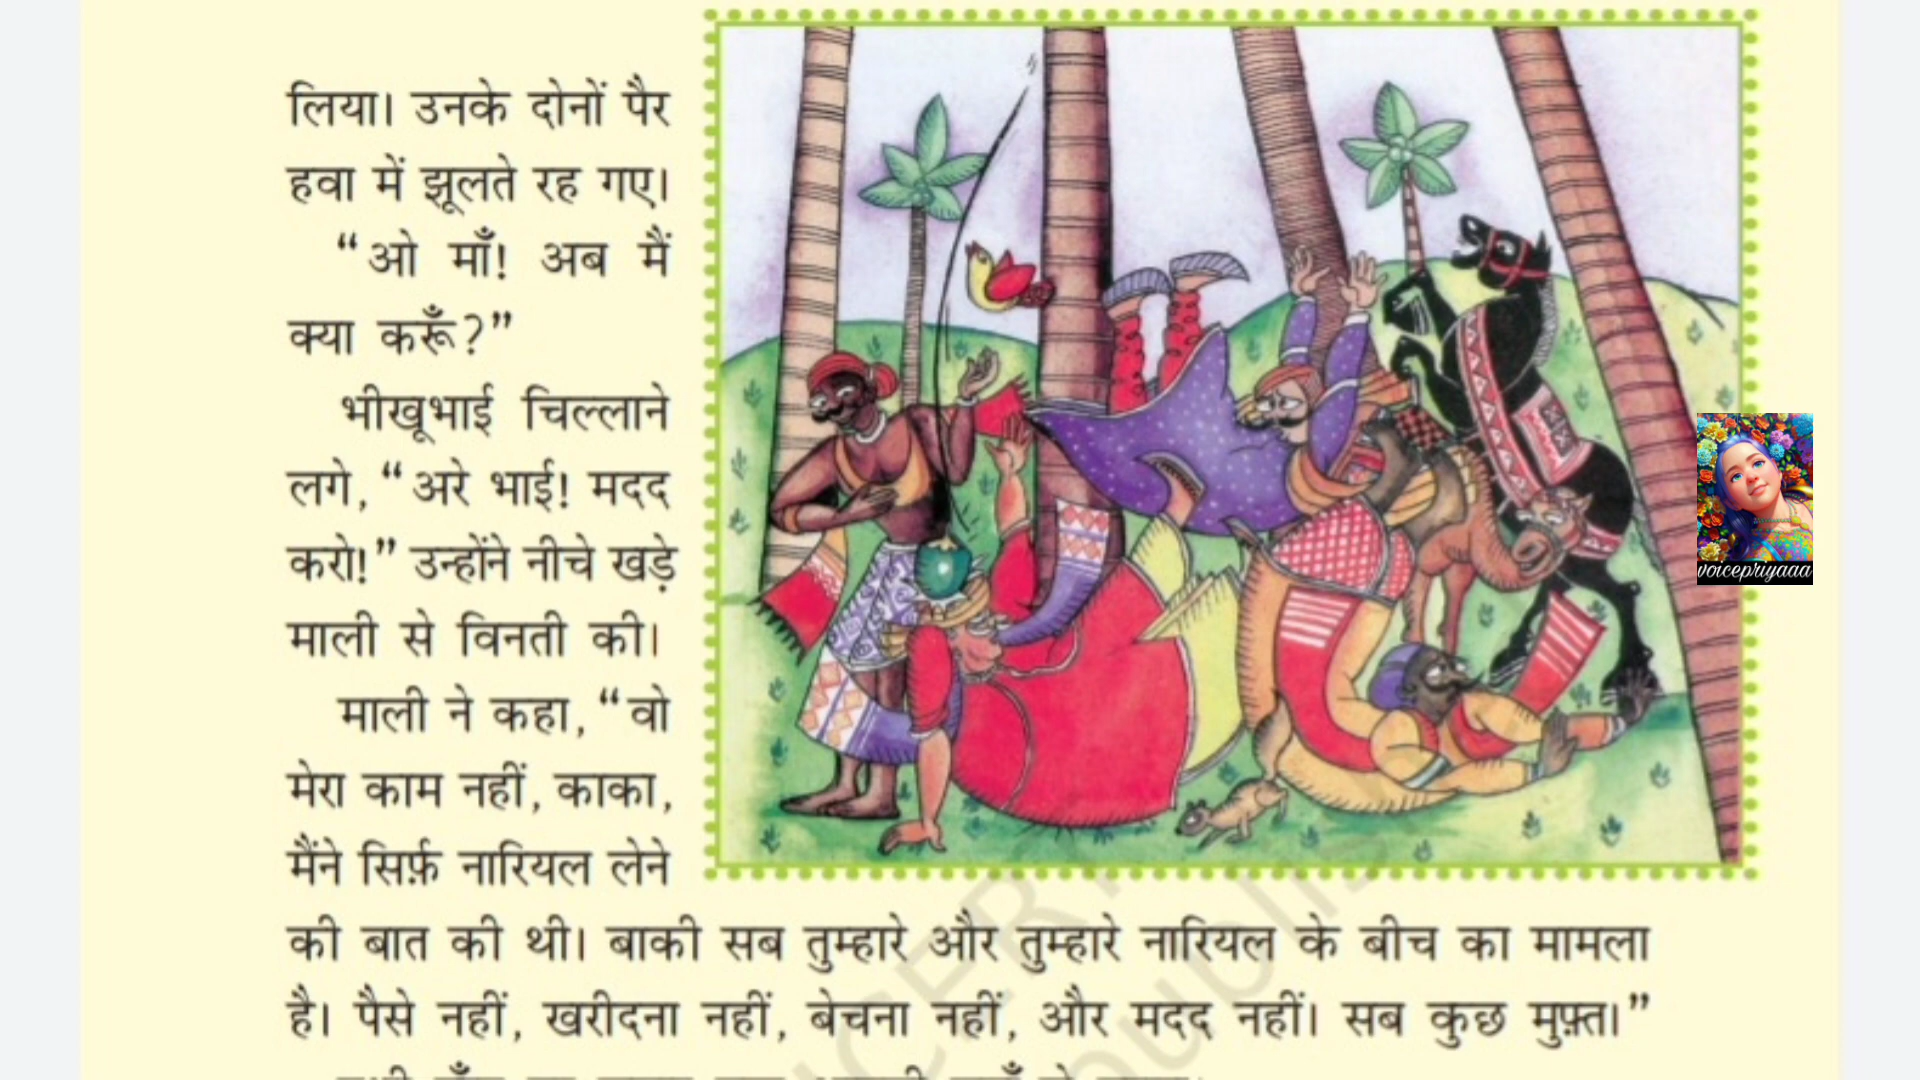 लिया। उनके दोनों पैर
हवा में झूलते रह गए।
“ओ माँ! अब मैं
क्या करूँ?”
भीखूभाई चिल्लाने
लगे, “अरे भाई! मदद
करो!” उन्होंने नीचे खड़े
माली से विनती की।
माली ने कहा, “वो
मेरा काम नहीं, काका,
मैंने सिर्फ़ नारियल लेने
की बात की थी। बाकी सब तुम्हारे और तुम्हारे नारियल के बीच का मामला
है। पैसे नहीं, खरीदना नहीं, बेचना नहीं, और मदद नहीं। सब कुछ मुफ़्त।”
voicepriyaaa